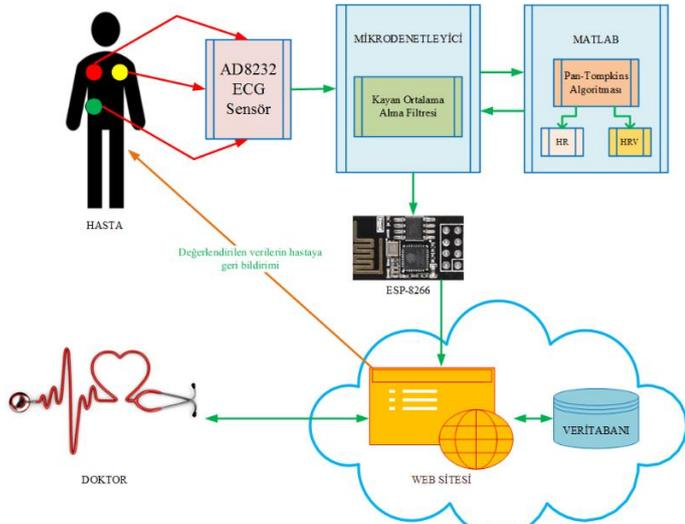 MİKRODENETLEYİCİ
MATLAB
AD8232
ECG
Sensör
Kayan Ortalama
Alma Filtresi
Pan-Tompkins
Algoritması
HR
HRV
HASTA
Değerlendirilen verilerin hastaya
geri bildirimi
ESP-8266
VERİTABANI
DOKTOR
WEB SİTESİ